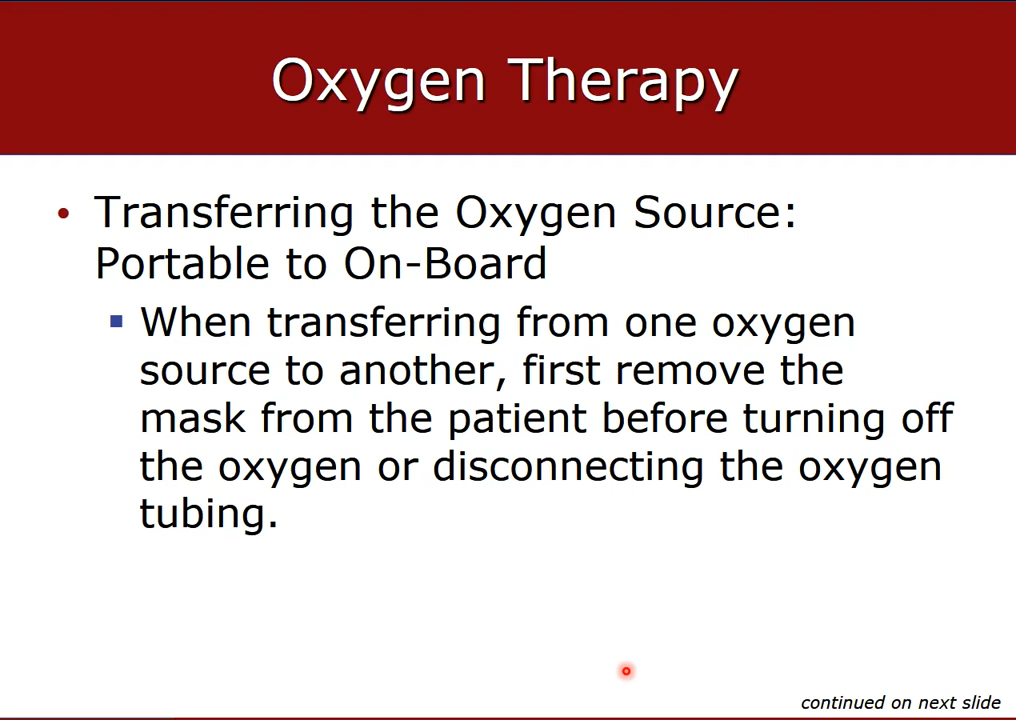 Oxygen Therapy
• Transferring the Oxygen Source:
Portable to On-Board
▪ When transferring from one oxygen
source to another, first remove the
mask from the patient before turning off
the oxygen or disconnecting the oxygen
tubing.
continued on next slide